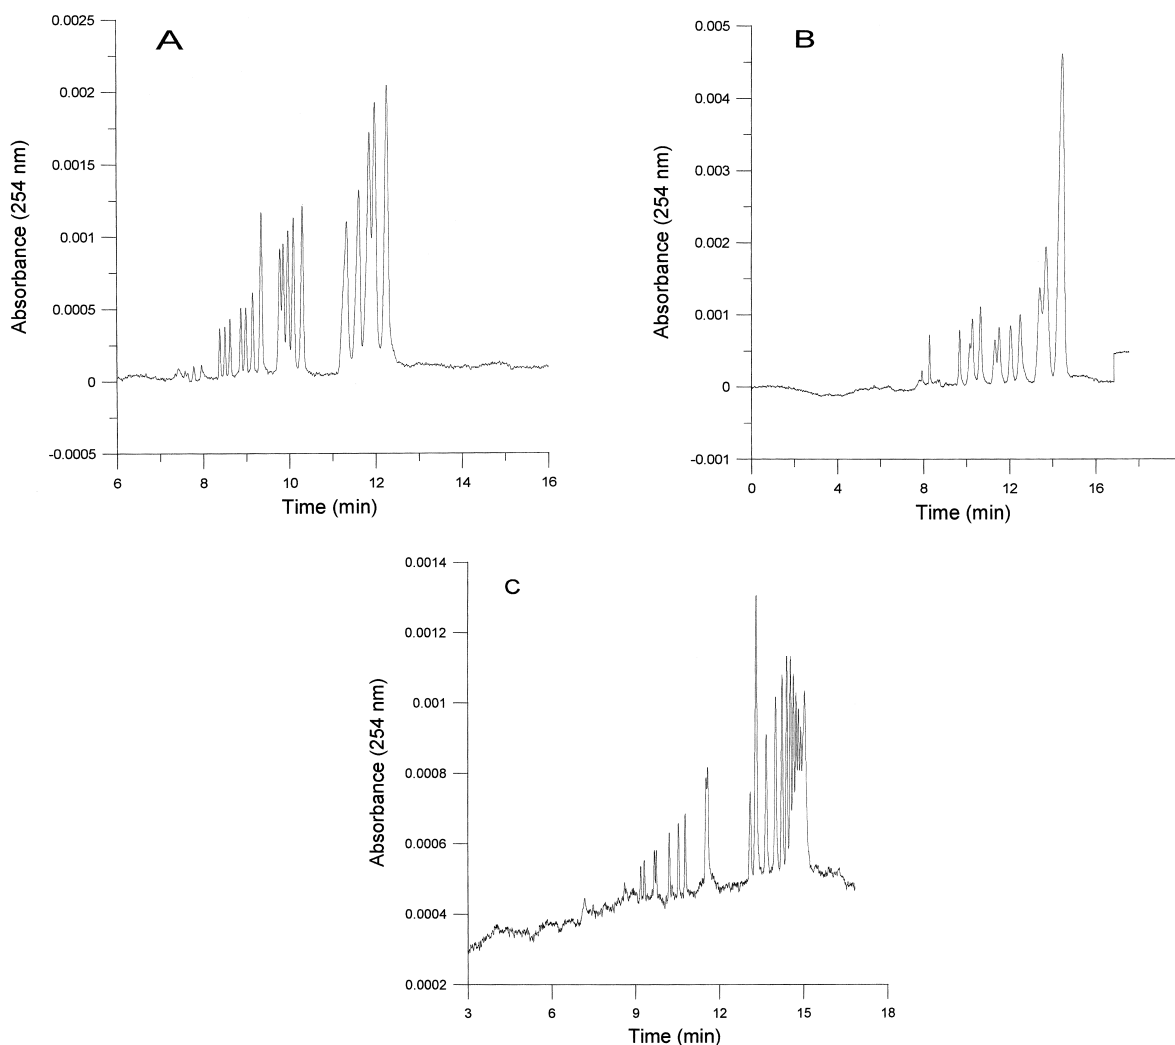 A
0.0025
0.002
0.0015
0.001
0.0005
0
-0.0005
Absorbance (254 nm)
6 8 10 12 14 16
Time (min)
B
0.005
0.004
0.003
0.002
0.001
0
-0.001
Absorbance (254 nm)
0 4 8 12 16
Time (min)
C
0.0014
0.0012
0.001
0.0008
0.0006
0.0004
0.0002
Absorbance (254 nm)
3 6 9 12 15 18
Time (min)